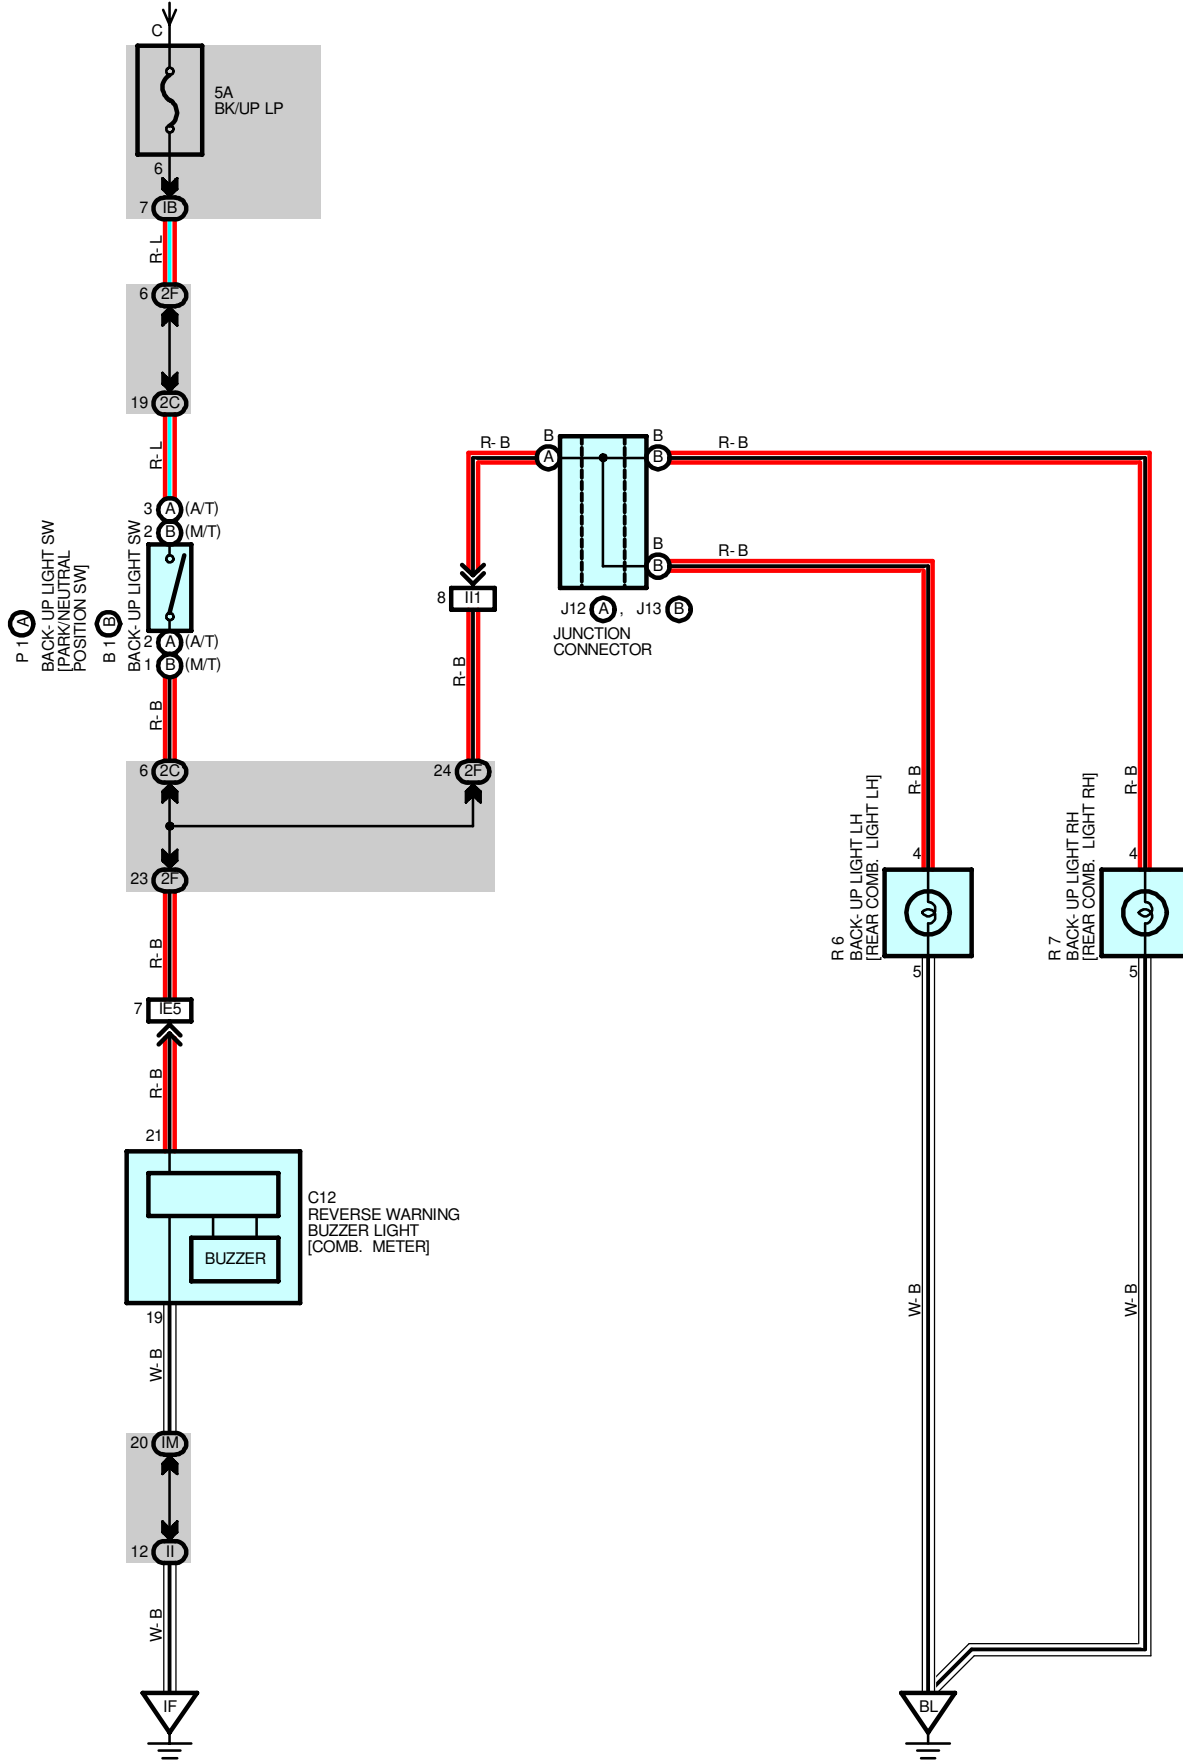 C
5A
BK/UP LP
6
7 IB
R- L
6 2F
19 2C
R- L
3 A (A/T)
2 B (M/T)
P 1 A
BACK- UP LIGHT SW
[PARK/NEUTRAL
POSITION SW]
B 1 B
BACK- UP LIGHT SW
2 A (A/T)
1 B (M/T)
R- B
6 2C
24 2F
23 2F
R- B
7 IE5
R- B
21
BUZZER
C12
REVERSE WARNING
BUZZER LIGHT
[COMB. METER]
19
W- B
20 IM
12 II
W- B
IF
R- B
8 II1
R- B
B
A
B
B
R- B
B
B
R- B
J12 A , J13 B
JUNCTION
CONNECTOR
R- B
4
R 6
BACK- UP LIGHT LH
[REAR COMB. LIGHT LH]
5
W- B
BL
R- B
4
R 7
BACK- UP LIGHT RH
[REAR COMB. LIGHT RH]
5
W- B